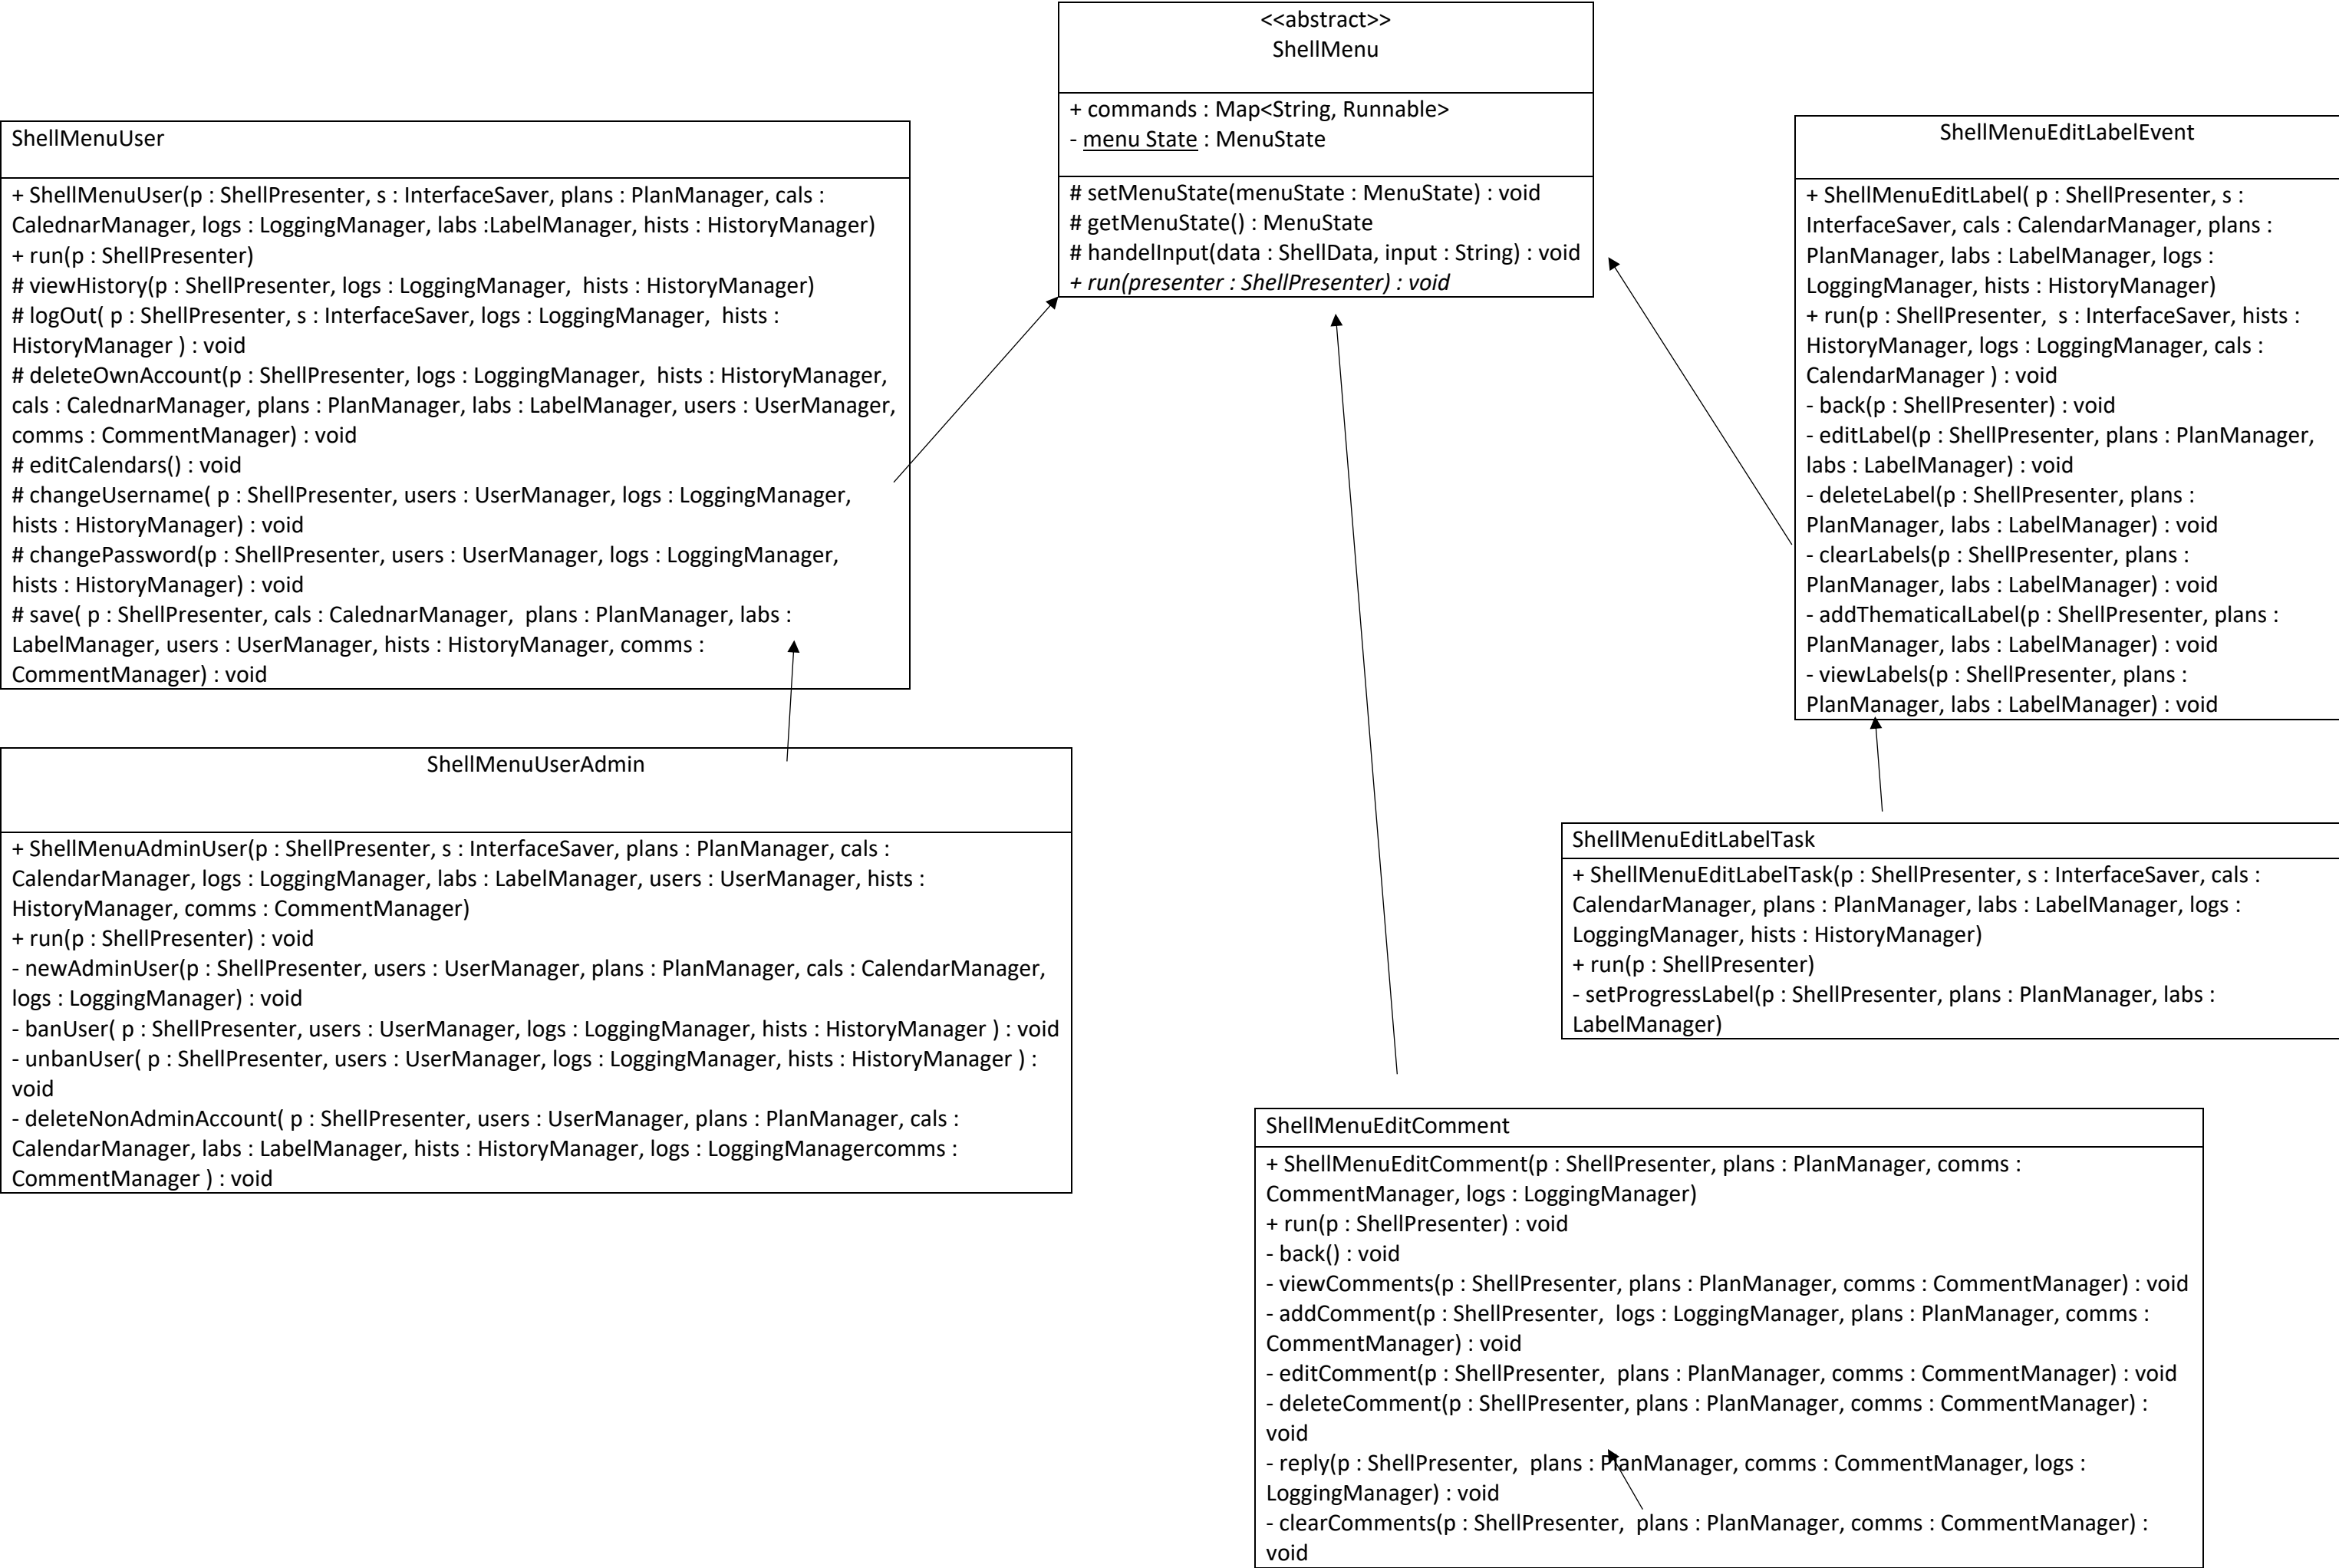 <<abstract>>
ShellMenu
+ commands : Map<String, Runnable>
- menu State : MenuState
# setMenuState(menuState : MenuState) : void
# getMenuState() : MenuState
# handelInput(data : ShellData, input : String) : void
+ run(presenter : ShellPresenter) : void
ShellMenuUser
+ ShellMenuUser(p : ShellPresenter, s : InterfaceSaver, plans : PlanManager, cals :
CalednarManager, logs : LoggingManager, labs :LabelManager, hists : HistoryManager)
+ run(p : ShellPresenter)
# viewHistory(p : ShellPresenter, logs : LoggingManager, hists : HistoryManager)
# logOut( p : ShellPresenter, s : InterfaceSaver, logs : LoggingManager, hists :
HistoryManager ) : void
# deleteOwnAccount(p : ShellPresenter, logs : LoggingManager, hists : HistoryManager,
cals : CalednarManager, plans : PlanManager, labs : LabelManager, users : UserManager,
comms : CommentManager) : void
# editCalendars() : void
# changeUsername( p : ShellPresenter, users : UserManager, logs : LoggingManager,
hists : HistoryManager) : void
# changePassword(p : ShellPresenter, users : UserManager, logs : LoggingManager,
hists : HistoryManager) : void
# save( p : ShellPresenter, cals : CalednarManager, plans : PlanManager, labs :
LabelManager, users : UserManager, hists : HistoryManager, comms :
CommentManager) : void
ShellMenuEditLabelEvent
+ ShellMenuEditLabel( p : ShellPresenter, s :
InterfaceSaver, cals : CalendarManager, plans :
PlanManager, labs : LabelManager, logs :
LoggingManager, hists : HistoryManager)
+ run(p : ShellPresenter, s : InterfaceSaver, hists :
HistoryManager, logs : LoggingManager, cals :
CalendarManager ) : void
- back(p : ShellPresenter) : void
- editLabel(p : ShellPresenter, plans : PlanManager,
labs : LabelManager) : void
- deleteLabel(p : ShellPresenter, plans :
PlanManager, labs : LabelManager) : void
- clearLabels(p : ShellPresenter, plans :
PlanManager, labs : LabelManager) : void
- addThematicalLabel(p : ShellPresenter, plans :
PlanManager, labs : LabelManager) : void
- viewLabels(p : ShellPresenter, plans :
PlanManager, labs : LabelManager) : void
ShellMenuUserAdmin
+ ShellMenuAdminUser(p : ShellPresenter, s : InterfaceSaver, plans : PlanManager, cals :
CalendarManager, logs : LoggingManager, labs : LabelManager, users : UserManager, hists :
HistoryManager, comms : CommentManager)
+ run(p : ShellPresenter) : void
- newAdminUser(p : ShellPresenter, users : UserManager, plans : PlanManager, cals : CalendarManager,
logs : LoggingManager) : void
- banUser( p : ShellPresenter, users : UserManager, logs : LoggingManager, hists : HistoryManager ) : void
- unbanUser( p : ShellPresenter, users : UserManager, logs : LoggingManager, hists : HistoryManager ) :
void
- deleteNonAdminAccount( p : ShellPresenter, users : UserManager, plans : PlanManager, cals :
CalendarManager, labs : LabelManager, hists : HistoryManager, logs : LoggingManagercomms :
CommentManager ) : void
ShellMenuEditLabelTask
+ ShellMenuEditLabelTask(p : ShellPresenter, s : InterfaceSaver, cals :
CalendarManager, plans : PlanManager, labs : LabelManager, logs :
LoggingManager, hists : HistoryManager)
+ run(p : ShellPresenter)
- setProgressLabel(p : ShellPresenter, plans : PlanManager, labs :
LabelManager)
ShellMenuEditComment
+ ShellMenuEditComment(p : ShellPresenter, plans : PlanManager, comms :
CommentManager, logs : LoggingManager)
+ run(p : ShellPresenter) : void
- back() : void
- viewComments(p : ShellPresenter, plans : PlanManager, comms : CommentManager) : void
- addComment(p : ShellPresenter, logs : LoggingManager, plans : PlanManager, comms :
CommentManager) : void
- editComment(p : ShellPresenter, plans : PlanManager, comms : CommentManager) : void
- deleteComment(p : ShellPresenter, plans : PlanManager, comms : CommentManager) :
void
- reply(p : ShellPresenter, plans : PlanManager, comms : CommentManager, logs :
LoggingManager) : void
- clearComments(p : ShellPresenter, plans : PlanManager, comms : CommentManager) :
void